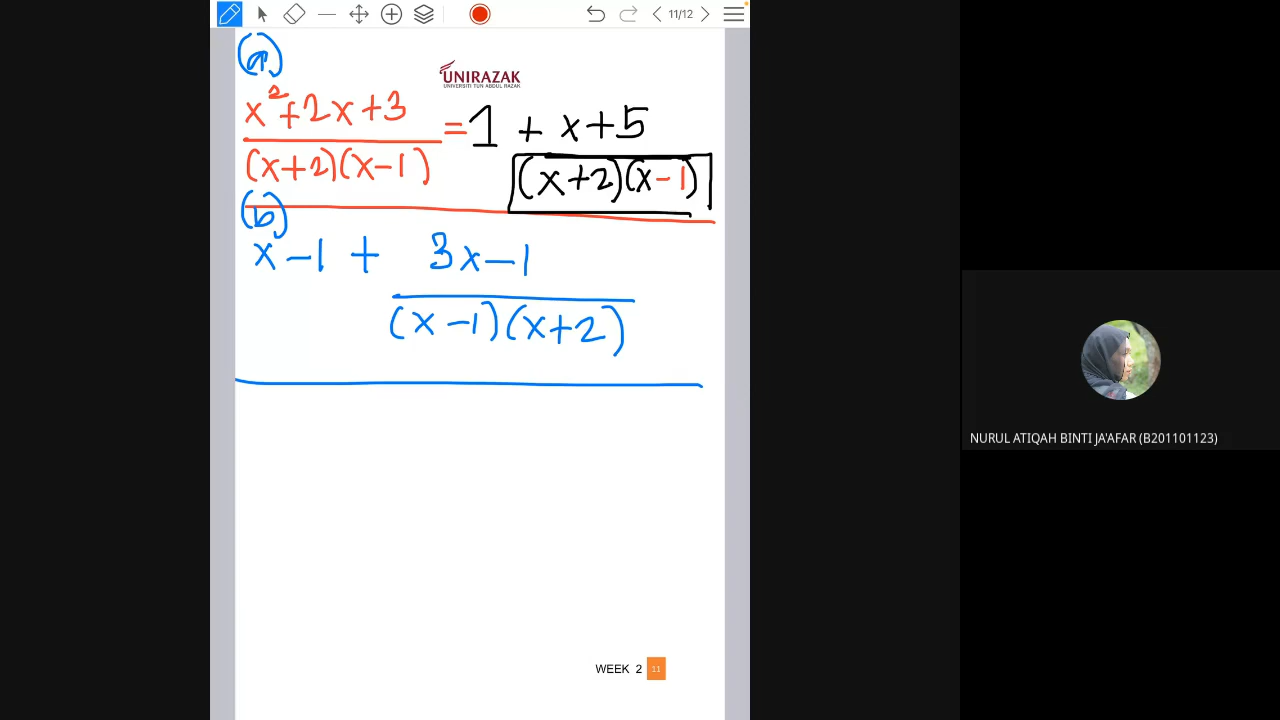 11/12
(a)
UNIRAZAK
UNIVERSITI TUN ABDUL RAZAK
x²+2x+3 = 1 + x+5
(x+2)(x-1) (x+2)(x-1)
(b)
x-1 + 3x-1
(x-1)(x+2)
NURUL ATIQAH BINTI JA'AFAR (B201101123)
WEEK 2 11